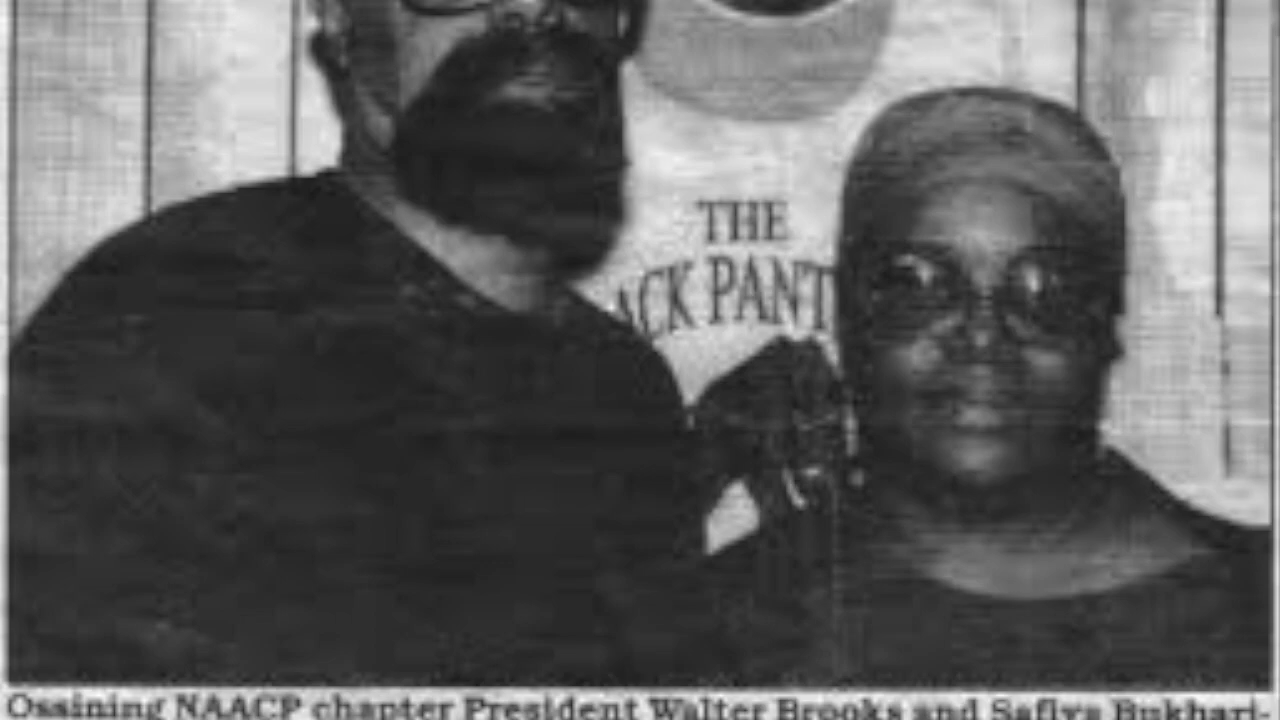 THE
ACK PANT
Ossining NAACP chapter President Walter Brooks and Safiya Bukhari-